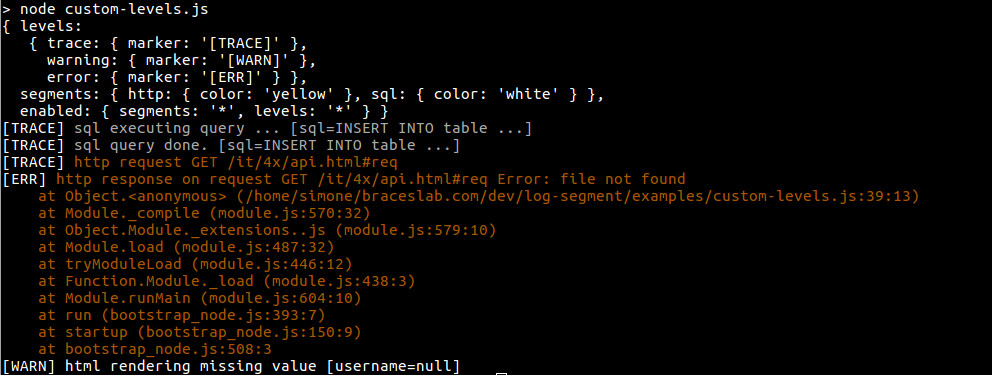 > node custom-levels.js
{ levels:
   { trace: { marker: '[TRACE]' },
     warning: { marker: '[WARN]' },
     error: { marker: '[ERR]' } },
  segments: { http: { color: 'yellow' }, sql: { color: 'white' } },
  enabled: { segments: '*', levels: '*' } }
[TRACE] sql executing query ... [sql=INSERT INTO table ...]
[TRACE] sql query done. [sql=INSERT INTO table ...]
[TRACE] http request GET /it/4x/api.html#req
[ERR] http response on request GET /it/4x/api.html#req Error: file not found
    at Object.<anonymous> (/home/simone/braceslab.com/dev/log-segment/examples/custom-levels.js:39:13)
    at Module._compile (module.js:570:32)
    at Object.Module._extensions..js (module.js:579:10)
    at Module.load (module.js:487:32)
    at tryModuleLoad (module.js:446:12)
    at Function.Module._load (module.js:438:3)
    at Module.runMain (module.js:604:10)
    at run (bootstrap_node.js:393:7)
    at startup (bootstrap_node.js:150:9)
    at bootstrap_node.js:508:3
[WARN] html rendering missing value [username=null]